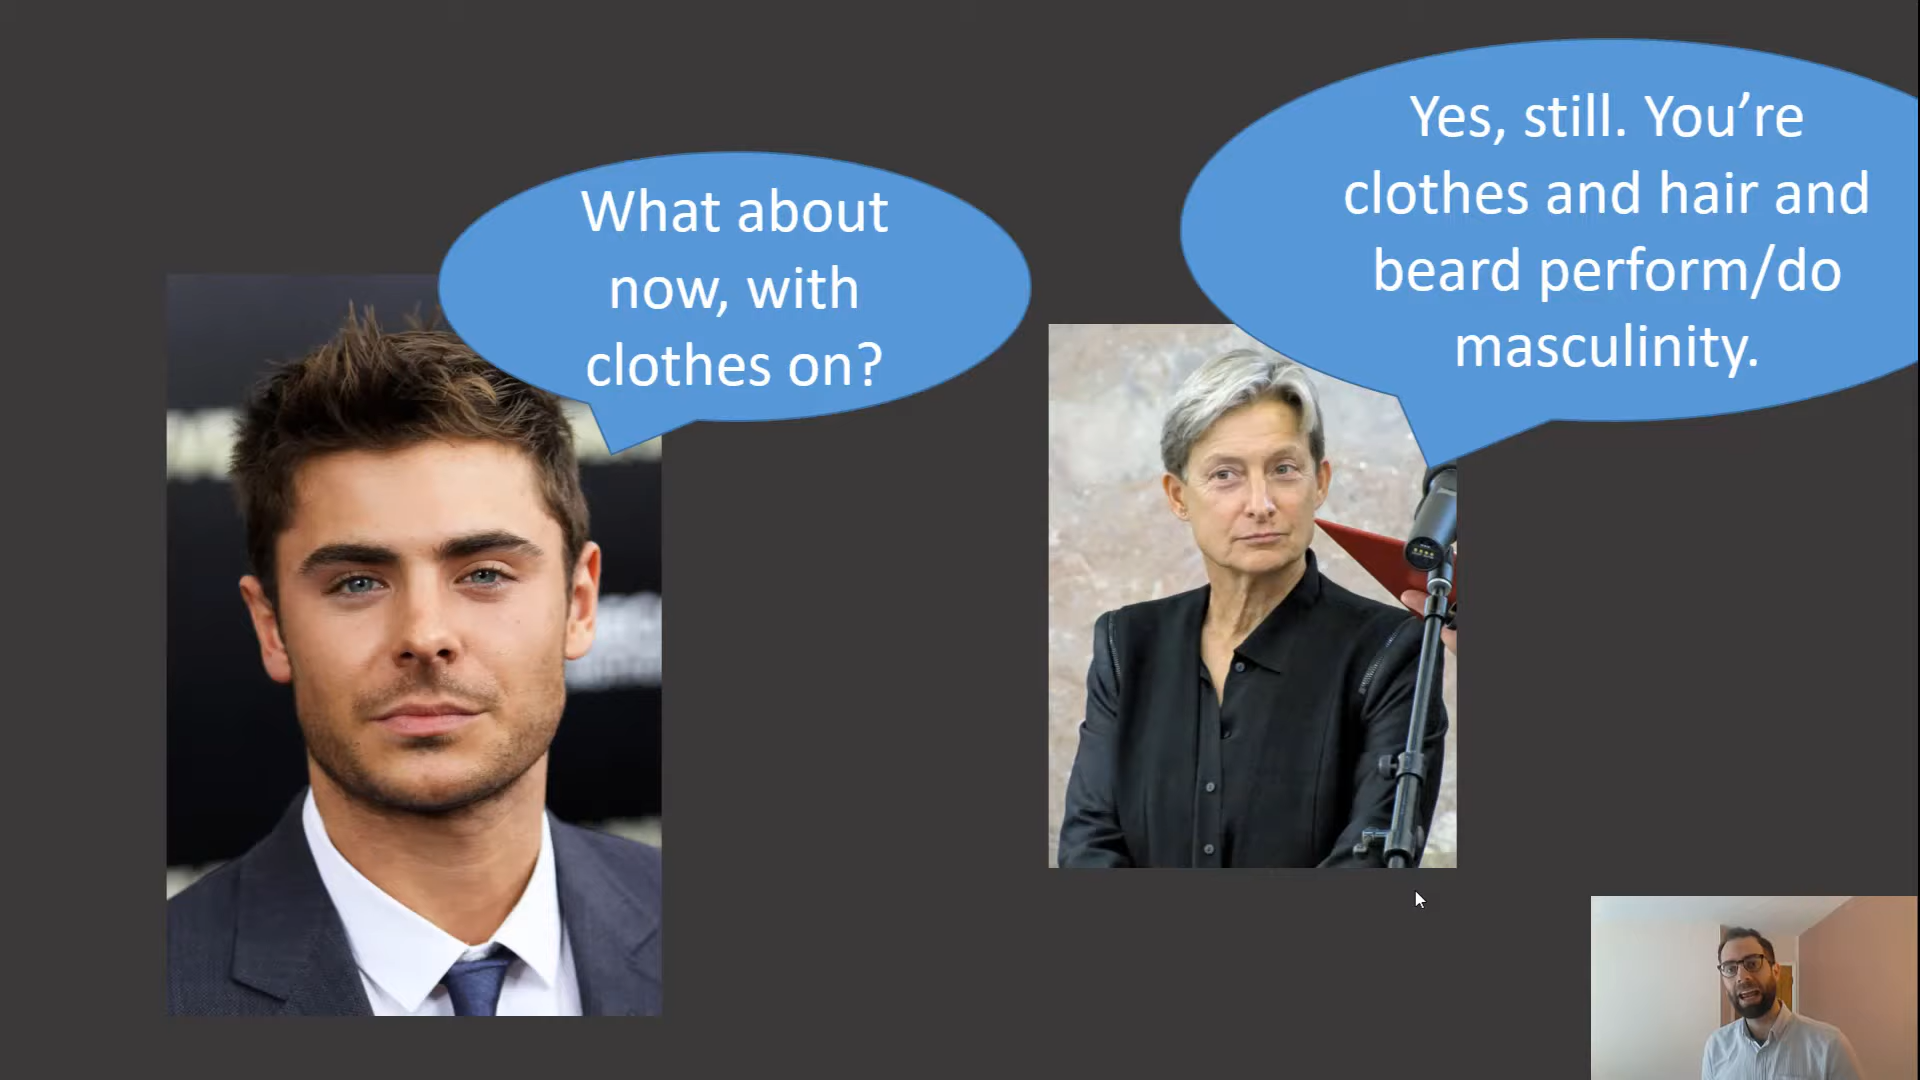 What about
now, with
clothes on?
Yes, still. You’re
clothes and hair and
beard perform/do
masculinity.